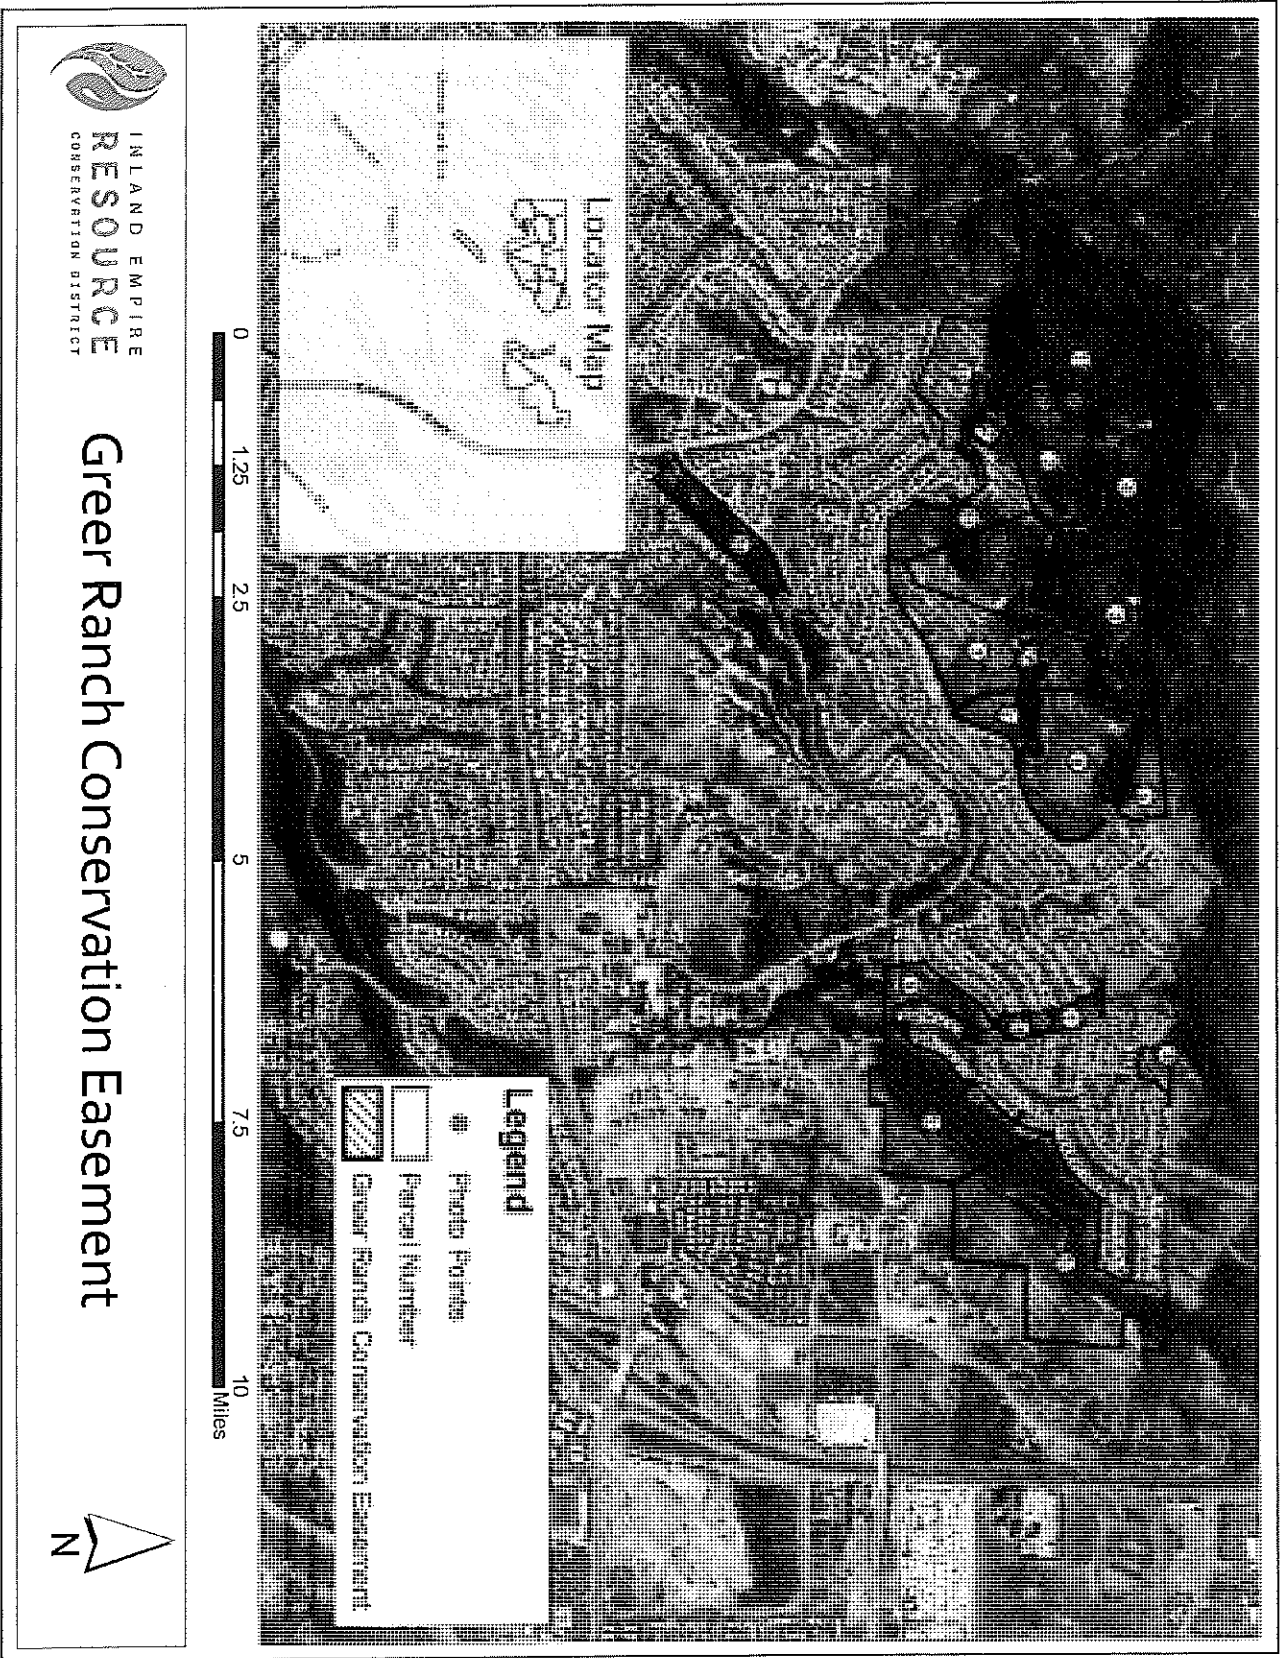 Locator Map
Legend
Photo Points
Parcel Number
Greer Ranch Conservation Easement
0 1.25 2.5 5 7.5 10
Miles
INLAND EMPIRE
RESOURCE
CONSERVATION DISTRICT
Greer Ranch Conservation Easement
N